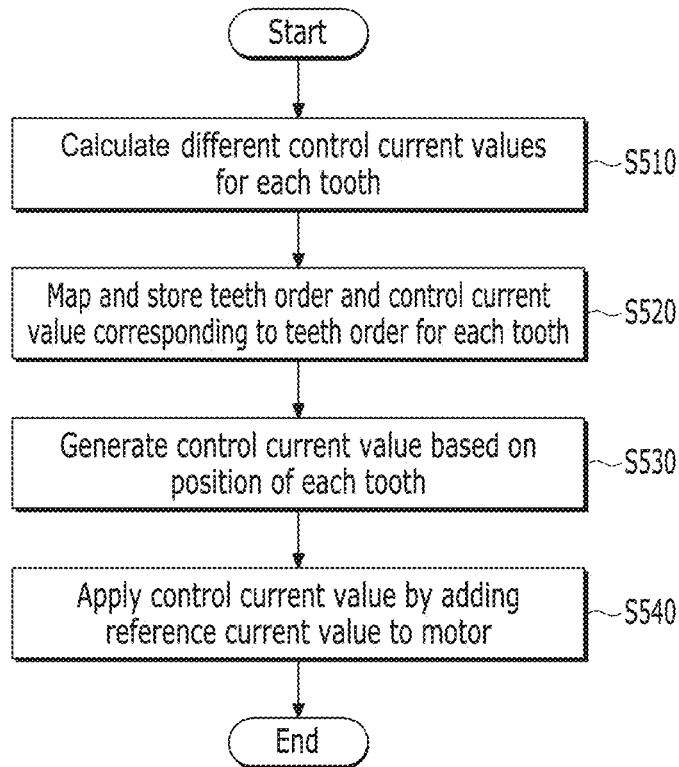 Start
Calculate different control current values
for each tooth
S510
Map and store teeth order and control current
value corresponding to teeth order for each tooth
S520
Generate control current value based on
position of each tooth
S530
Apply control current value by adding
reference current value to motor
S540
End